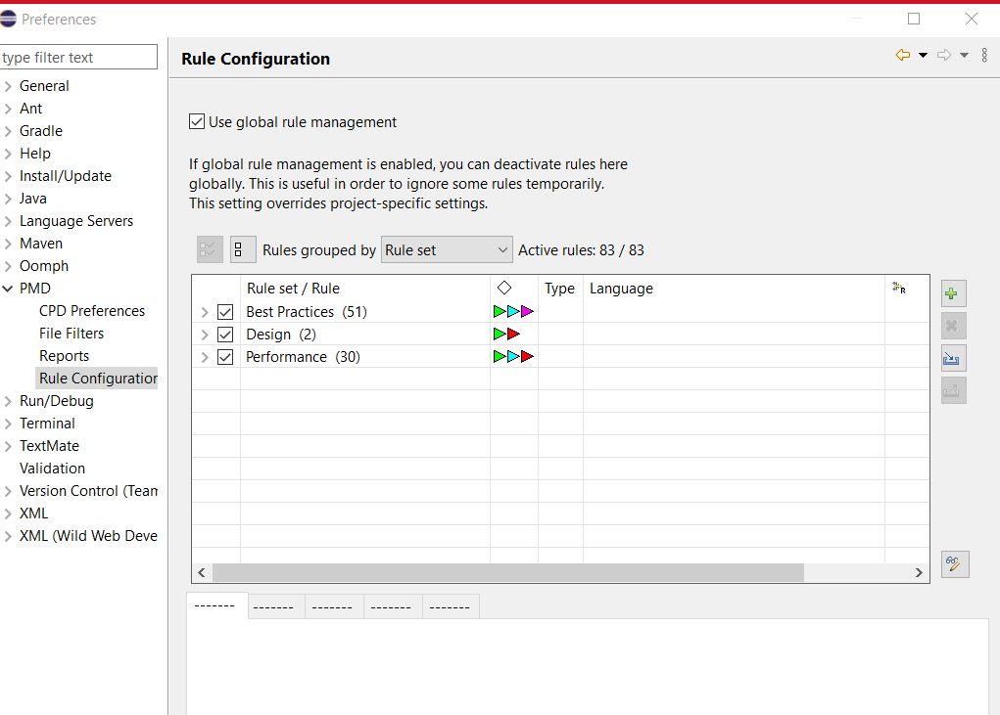 Preferences
type filter text
General
Ant
Gradle
Help
Install/Update
Java
Language Servers
Maven
Oomph
PMD
CPD Preferences
File Filters
Reports
Rule Configuration
Run/Debug
Terminal
TextMate
Validation
Version Control (Team
XML
XML (Wild Web Deve
Rule Configuration
Use global rule management
If global rule management is enabled, you can deactivate rules here
globally. This is useful in order to ignore some rules temporarily.
This setting overrides project-specific settings.
Rules grouped by Rule set Active rules: 83 / 83
Rule set / Rule Type Language
Best Practices (51)
Design (2)
Performance (30)
------- ------- ------- ------- -------